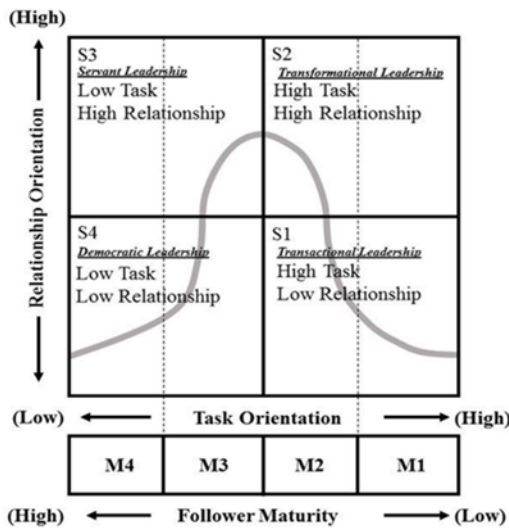 (High)
S3
Servant Leadership
Low Task
High Relationship
S2
Transformational Leadership
High Task
High Relationship
Relationship Orientation
S4
Democratic Leadership
Low Task
Low Relationship
S1
Transactional Leadership
High Task
Low Relationship
(Low) Task Orientation (High)
M4 M3 M2 M1
(High) Follower Maturity (Low)